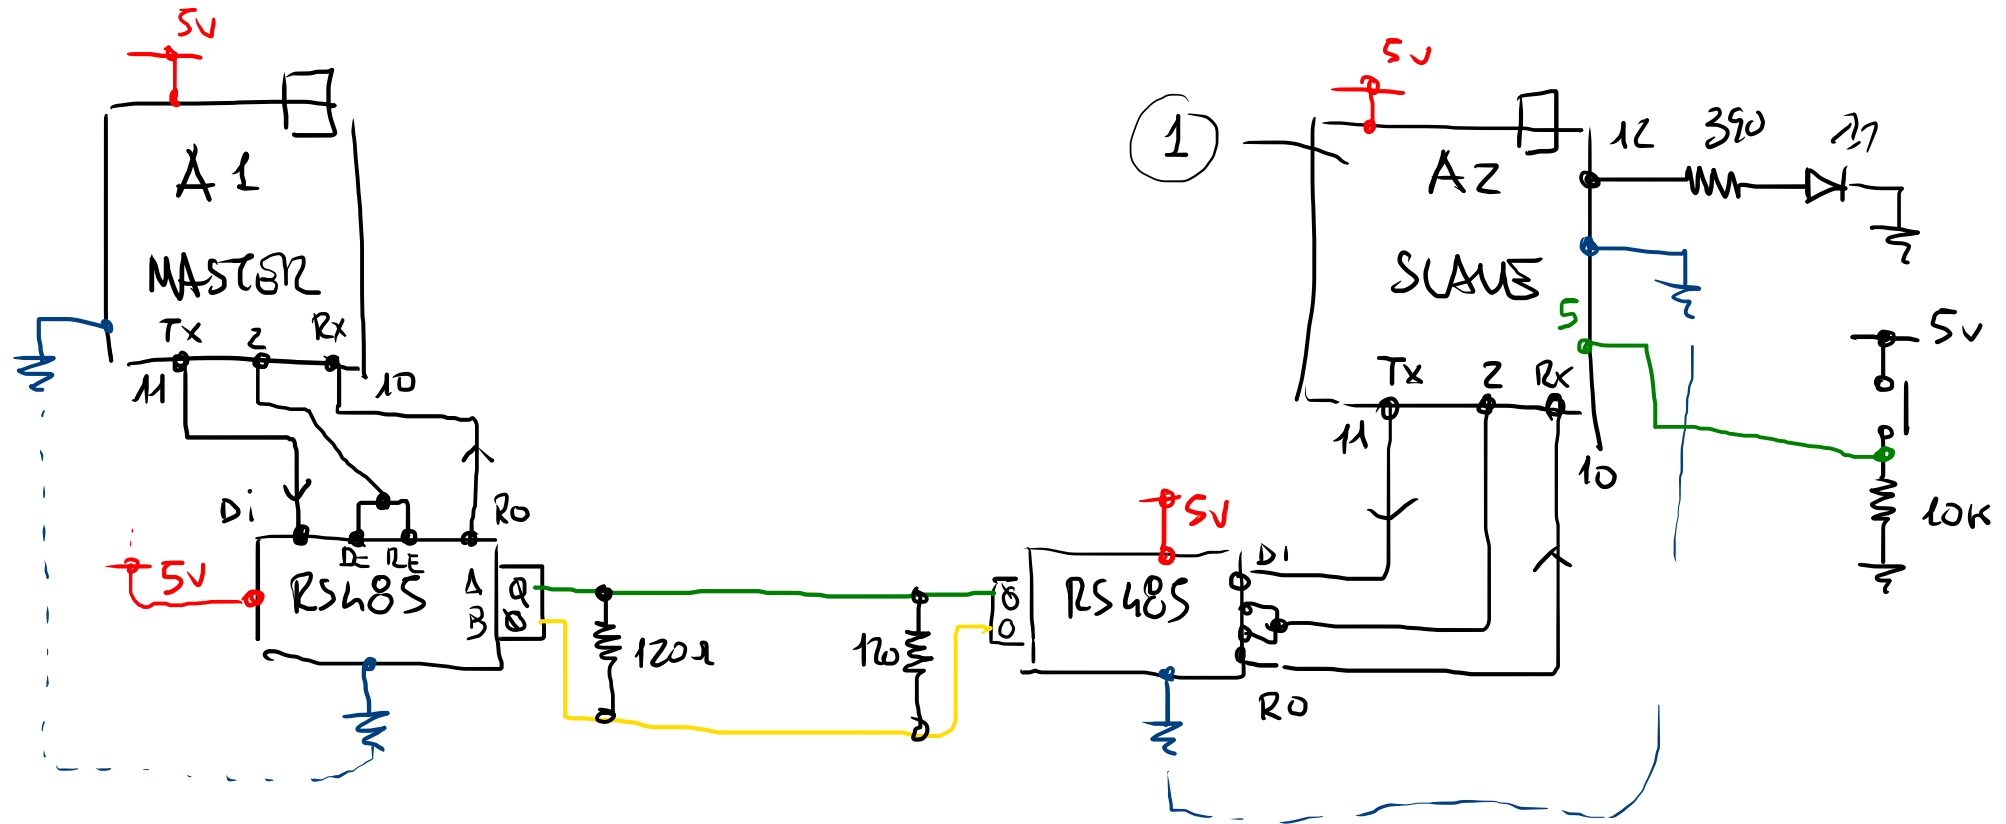 5V
A1
MASTER
Tx
2
Rx
11
10
Di
RO
DE
RE
5V
RS485
A
B
120Ω
120
1
5V
A2
SLAVE
12
390
5
5V
Tx
2
Rx
11
10
10K
5V
RS485
Di
RO